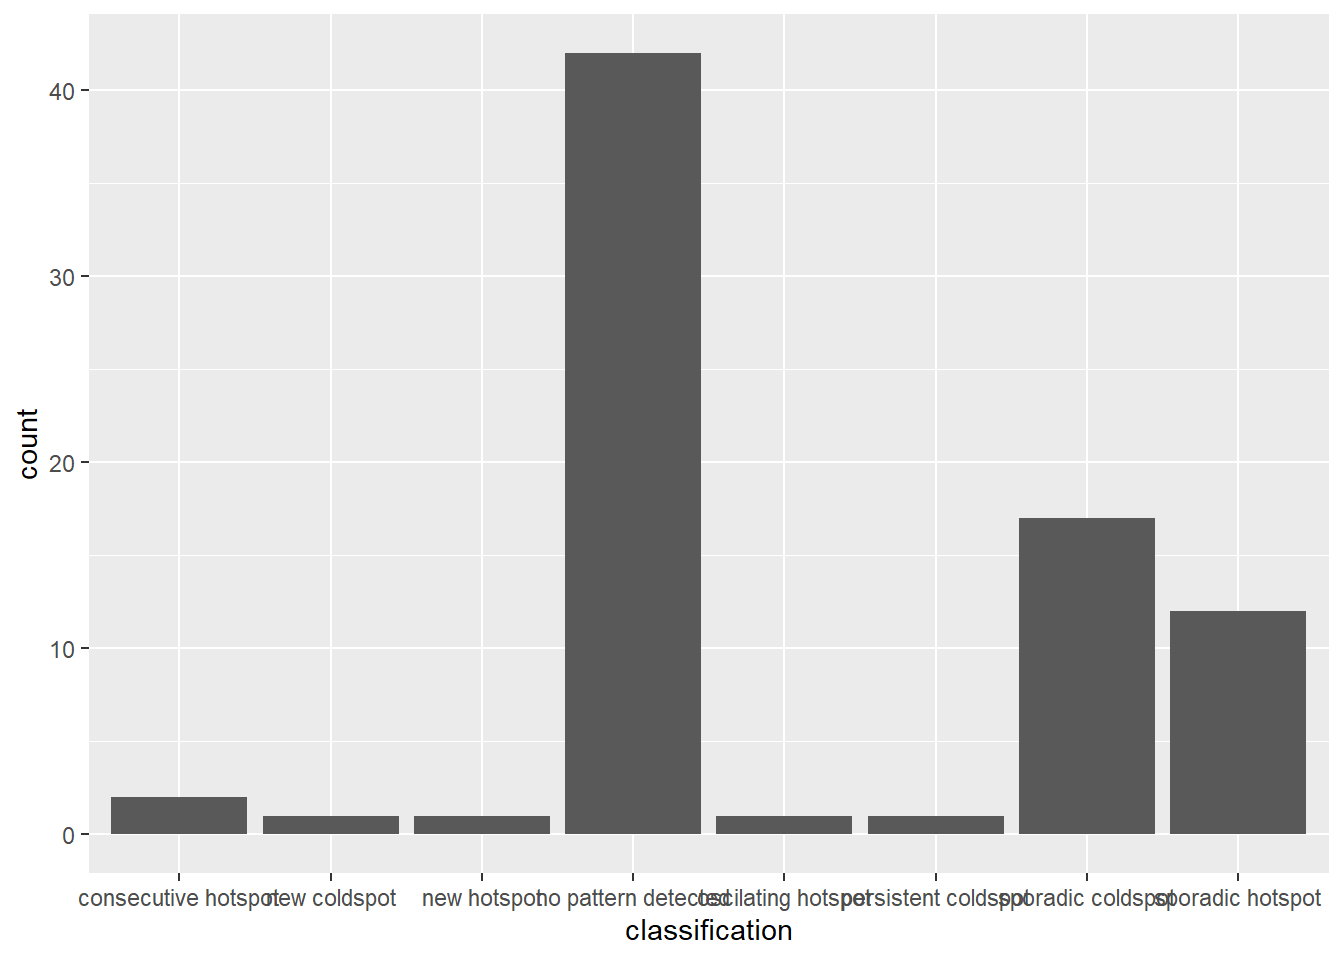 40
30
20
10
0
count
consecutive hotspot
new coldspot
new hotspot
no pattern detected
oscilating hotspot
persistent coldspot
sporadic coldspot
sporadic hotspot
classification